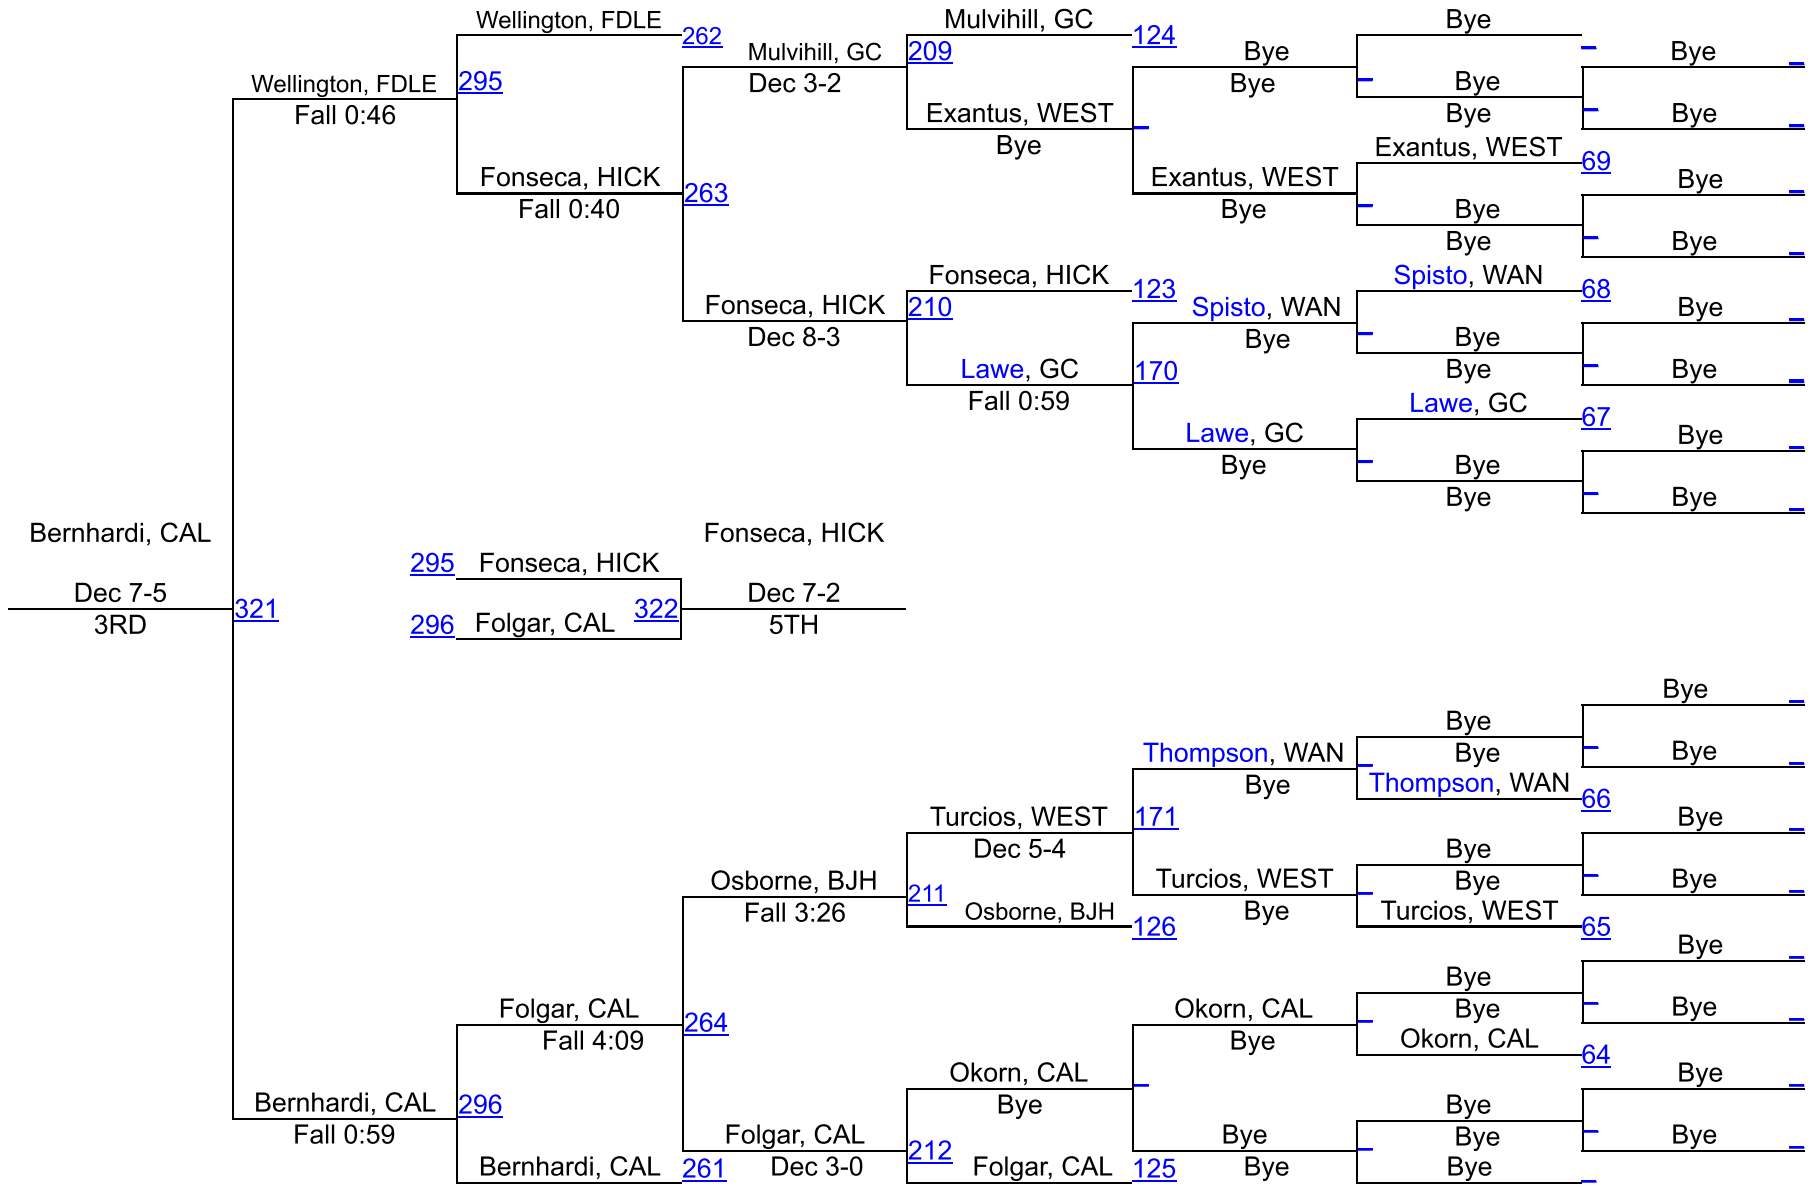 Wellington, FDLE
262
Mulvihill, GC
124
Bye
Mulvihill, GC
209
Bye
Bye
Wellington, FDLE
295
Dec 3-2
Bye
Bye
Fall 0:46
Exantus, WEST
Bye
Bye
Bye
Exantus, WEST
69
Fonseca, HICK
263
Exantus, WEST
Bye
Fall 0:40
Bye
Bye
Bye
Bye
Fonseca, HICK
123
Spisto, WAN
68
Fonseca, HICK
210
Spisto, WAN
Bye
Dec 8-3
Bye
Bye
Lawe, GC
170
Bye
Bye
Fall 0:59
Lawe, GC
67
Lawe, GC
Bye
Bye
Bye
Bye
Bye
Bernhardi, CAL
Fonseca, HICK
295
Fonseca, HICK
Dec 7-5
321
322
Dec 7-2
3RD
296
Folgar, CAL
5TH
Bye
Bye
Thompson, WAN
Bye
Bye
Bye
Thompson, WAN
66
Turcios, WEST
171
Bye
Dec 5-4
Bye
Osborne, BJH
211
Turcios, WEST
Bye
Bye
Fall 3:26
Osborne, BJH
126
Bye
Turcios, WEST
65
Bye
Bye
Folgar, CAL
264
Okorn, CAL
Bye
Bye
Fall 4:09
Bye
Okorn, CAL
64
Okorn, CAL
Bye
Bernhardi, CAL
296
Bye
Bye
Fall 0:59
Folgar, CAL
212
Bye
Bye
Bye
Bernhardi, CAL
261
Dec 3-0
Folgar, CAL
125
Bye
Bye